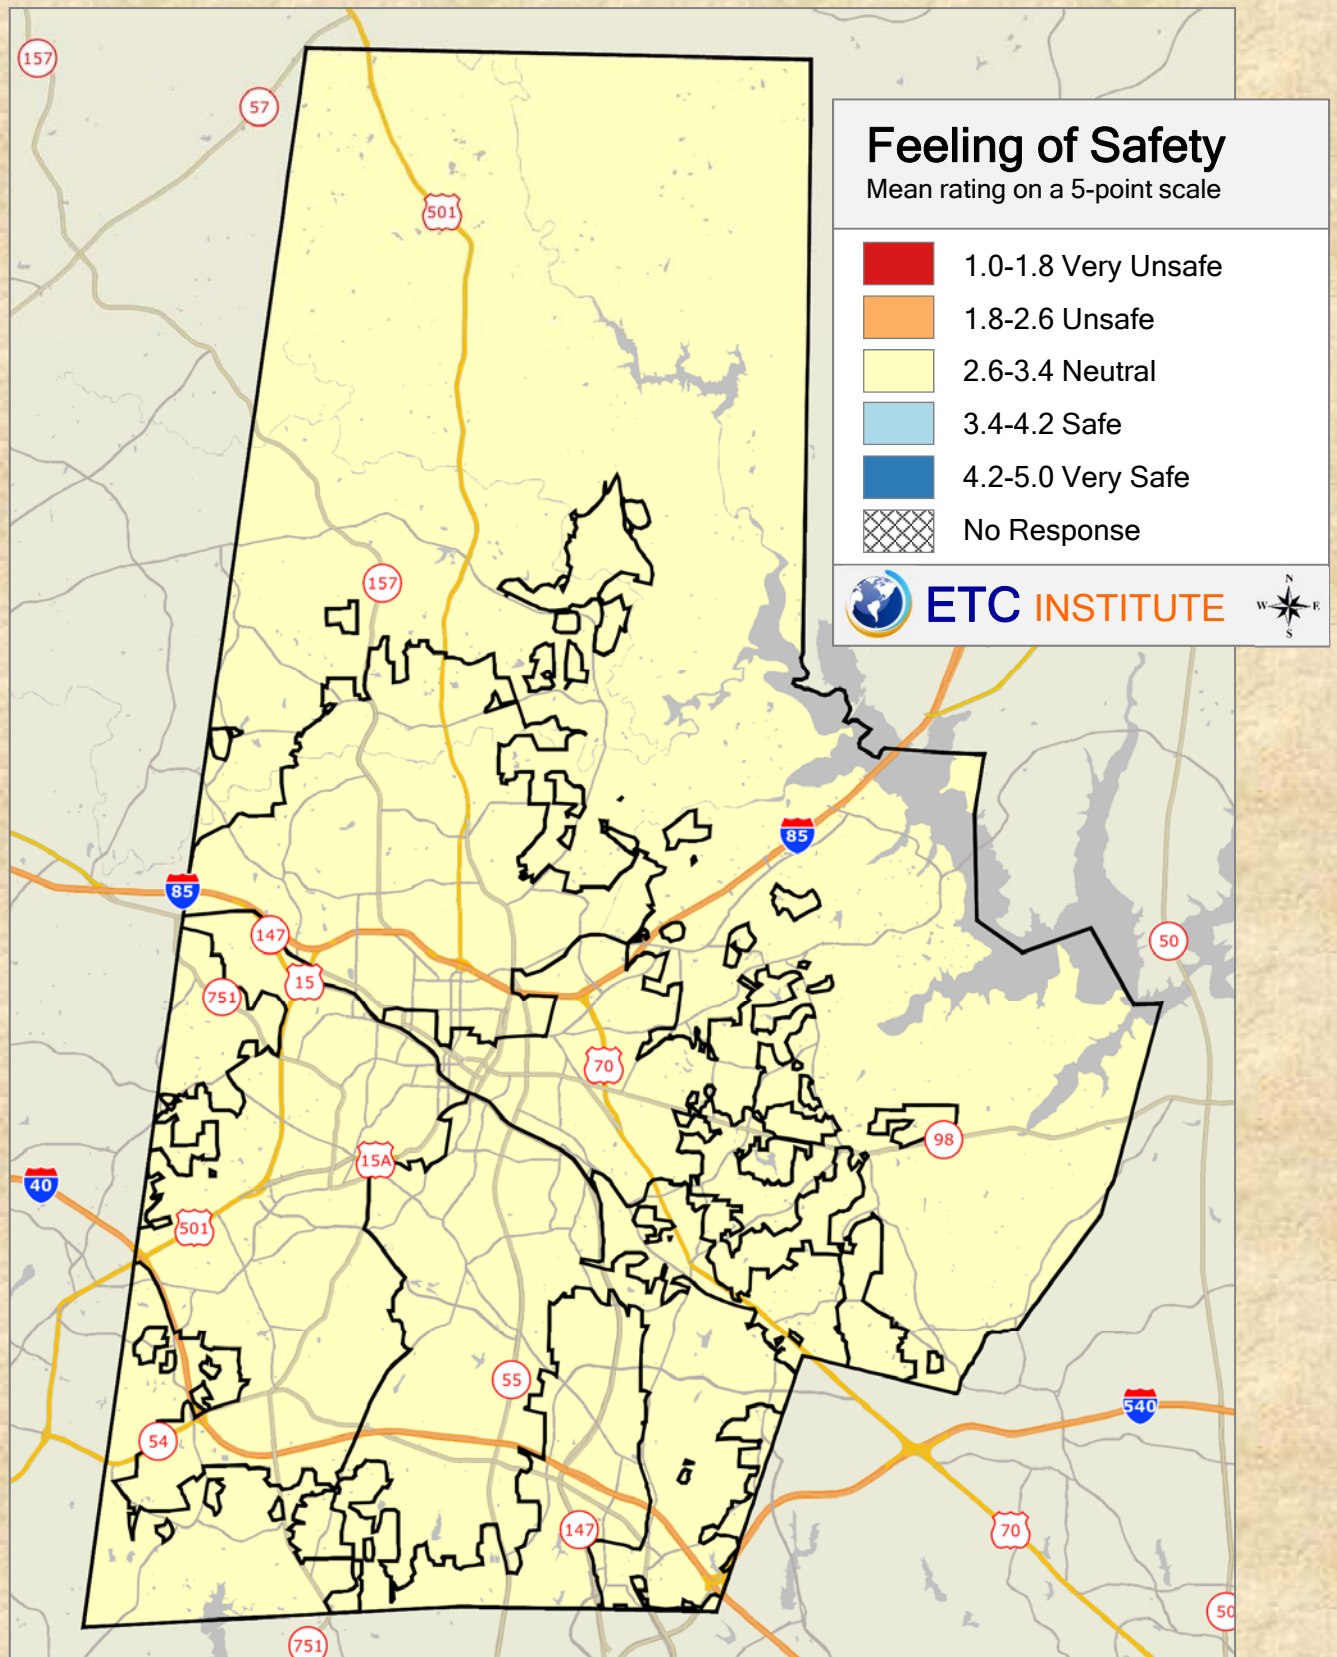 157
57
501
Feeling of Safety
Mean rating on a 5-point scale
1.0-1.8 Very Unsafe
1.8-2.6 Unsafe
2.6-3.4 Neutral
3.4-4.2 Safe
4.2-5.0 Very Safe
No Response
ETC INSTITUTE
N
W E
S
157
85
85
147
50
15
751
70
98
15A
40
501
55
540
54
147
70
50
751